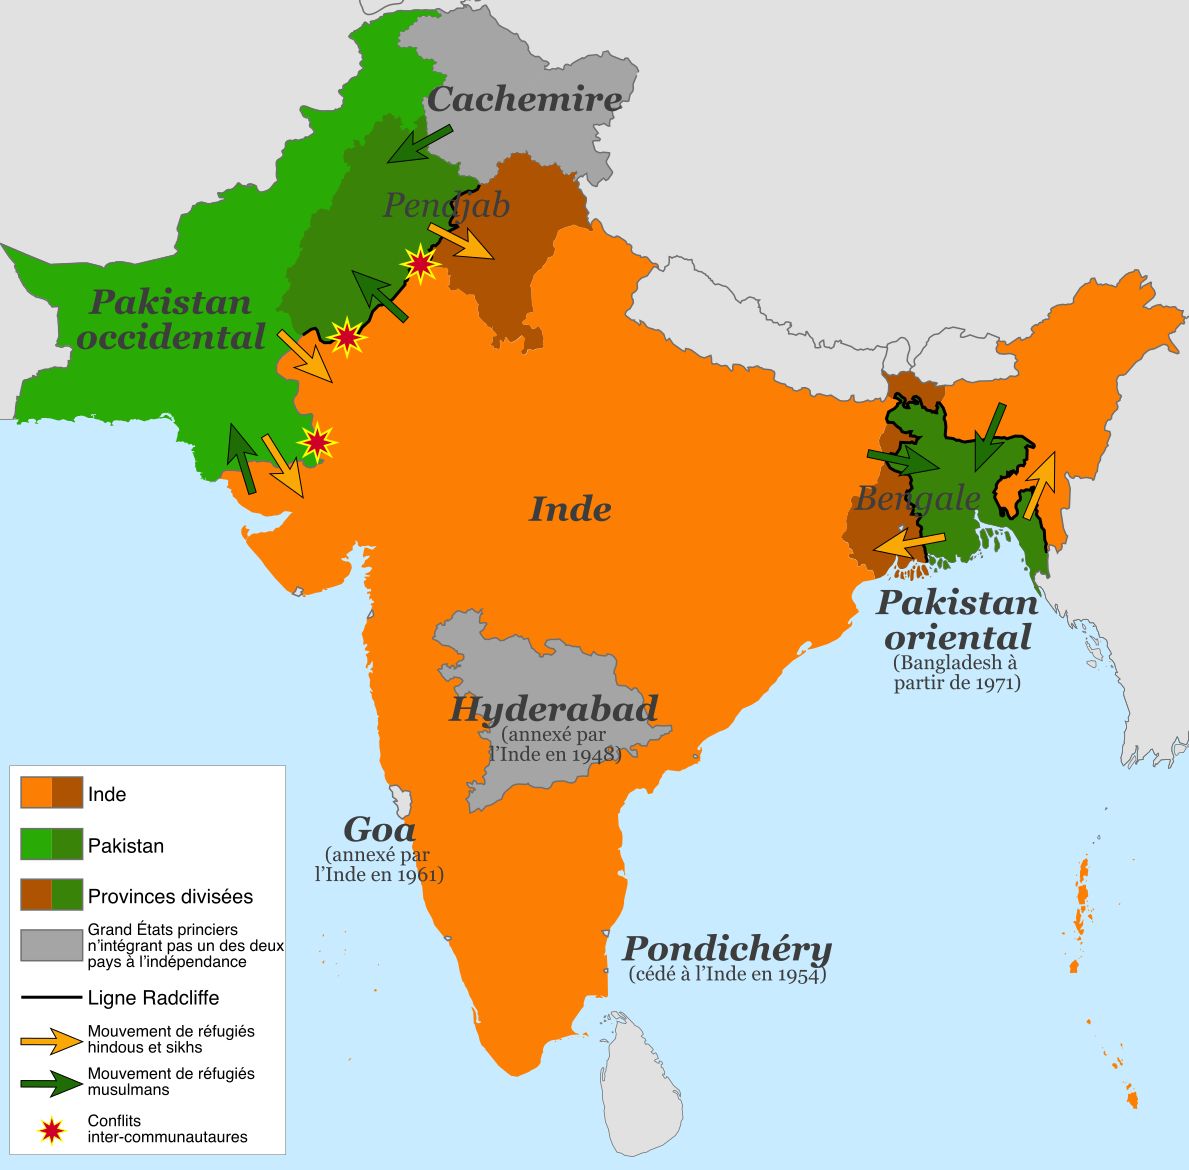 Cachemire
Pendjab
Pakistan
occidental
Inde
Bengale
Pakistan
oriental
(Bangladesh à
partir de 1971)
Hyderabad
(annexé par
l'Inde en 1948)
Goa
(annexé par
l'Inde en 1961)
Pondichéry
(cédé à l'Inde en 1954)
Inde
Pakistan
Provinces divisées
Grand États princiers
n'intégrant pas un des deux
pays à l'indépendance
Ligne Radcliffe
Mouvement de réfugiés
hindous et sikhs
Mouvement de réfugiés
musulmans
Conflits
inter-communautaures